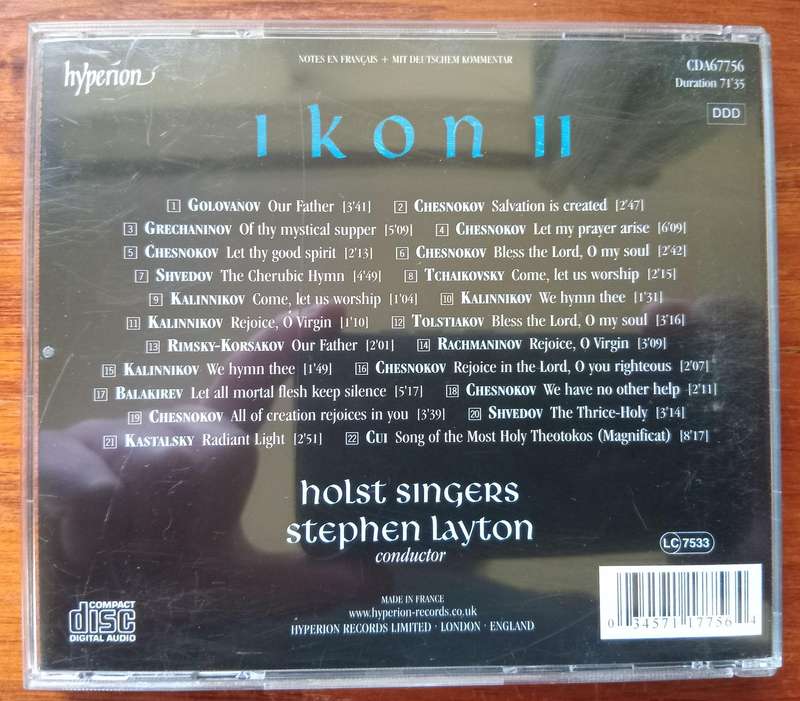 hyperion
NOTES EN FRANÇAIS + MIT DEUTSCHEM KOMMENTAR
CDA67756
Duration 71'35
DDD
IKON II
1 GOLOVANOV Our Father [3'41] 2 CHESNOKOV Salvation is created [2'47]
3 GRECHANINOV Of thy mystical supper [5'09] 4 CHESNOKOV Let my prayer arise [6'09]
5 CHESNOKOV Let thy good spirit [2'13] 6 CHESNOKOV Bless the Lord, O my soul [2'42]
7 SHVEDOV The Cherubic Hymn [4'49] 8 TCHAIKOVSKY Come, let us worship [2'15]
9 KALINNIKOV Come, let us worship [1'04] 10 KALINNIKOV We hymn thee [1'31]
11 KALINNIKOV Rejoice, O Virgin [1'10] 12 TOLSTIAKOV Bless the Lord, O my soul [3'16]
13 RIMSKY-KORSAKOV Our Father [2'01] 14 RACHMANINOV Rejoice, O Virgin [3'09]
15 KALINNIKOV We hymn thee [1'49] 16 CHESNOKOV Rejoice in the Lord, O you righteous [2'07]
17 BALAKIREV Let all mortal flesh keep silence [5'17] 18 CHESNOKOV We have no other help [2'11]
19 CHESNOKOV All of creation rejoices in you [3'39] 20 SHVEDOV The Thrice-Holy [3'14]
21 KASTALSKY Radiant Light [2'51] 22 CUI Song of the Most Holy Theotokos (Magnificat) [8'17]
holst singers
stephen layton
conductor
LC 7533
MADE IN FRANCE
www.hyperion-records.co.uk
HYPERION RECORDS LIMITED · LONDON · ENGLAND
COMPACT
disc
DIGITAL AUDIO
0 34571 17756 4